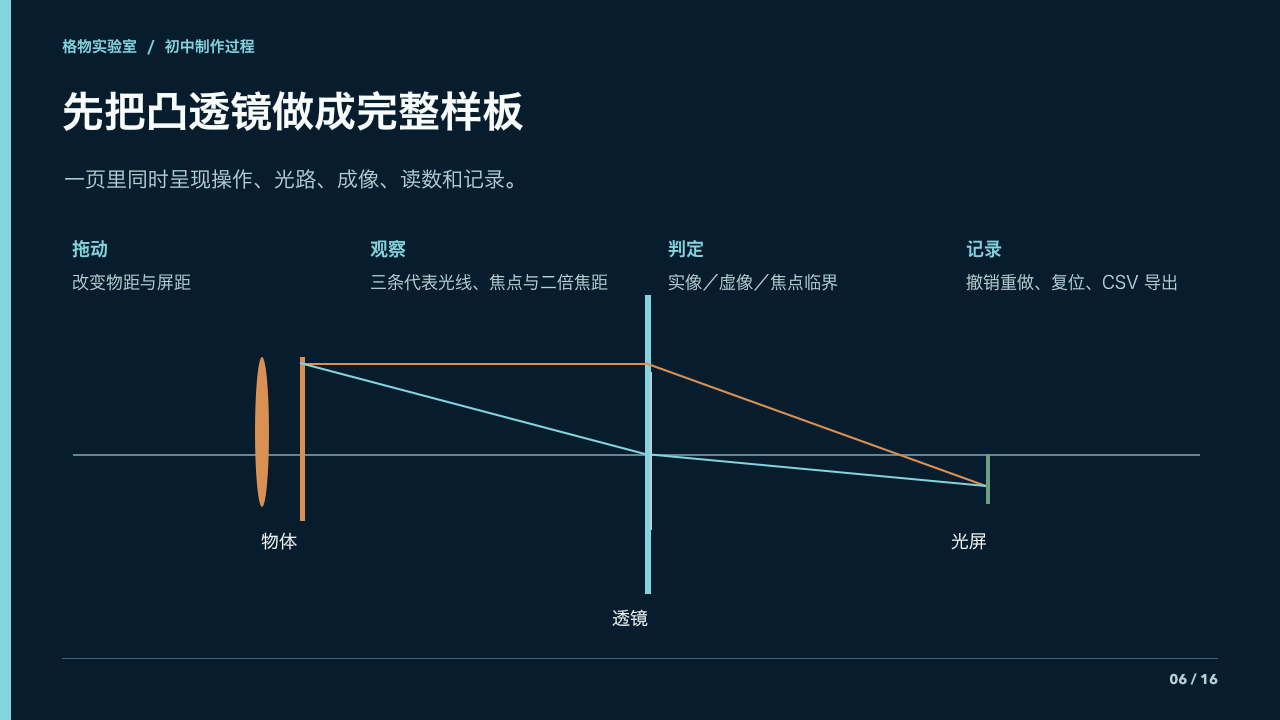 格物实验室 / 初中制作过程
先把凸透镜做成完整样板
一页里同时呈现操作、光路、成像、读数和记录。
拖动
改变物距与屏距
观察
三条代表光线、焦点与二倍焦距
判定
实像／虚像／焦点临界
记录
撤销重做、复位、CSV 导出
物体
光屏
透镜
06 / 16